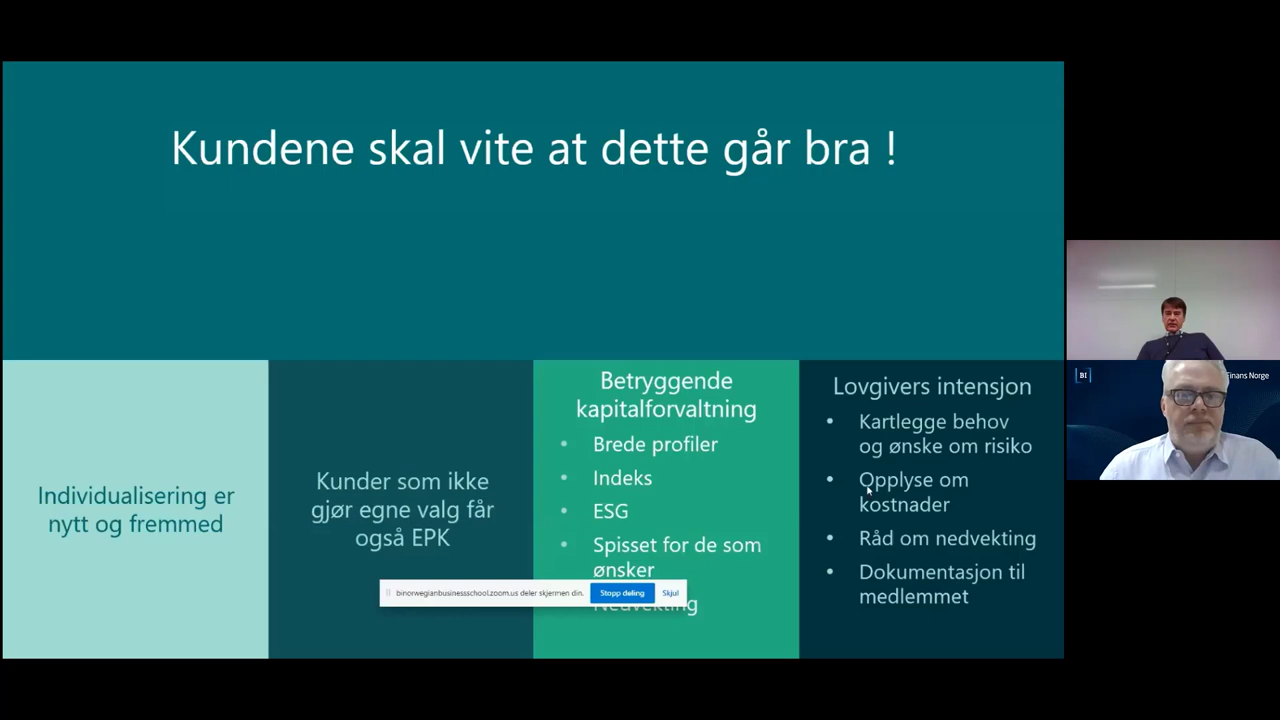 Kundene skal vite at dette går bra !
Individualisering er
nytt og fremmed
Kunder som ikke
gjør egne valg får
også EPK
Betryggende
kapitalforvaltning
• Brede profiler
• Indeks
• ESG
• Spisset for de som
ønsker
Nedvekting
Lovgivers intensjon
• Kartlegge behov
og ønske om risiko
• Opplyse om
kostnader
• Råd om nedvekting
• Dokumentasjon til
medlemmet
binorwegianbusinessschool.zoom.us deler skjermen din.
Stopp deling
Skjul
BI
Finans Norge